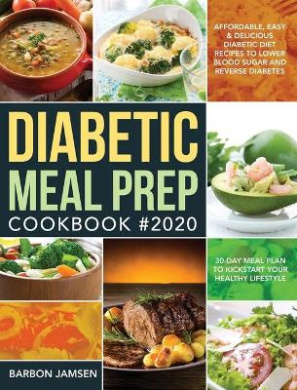 AFFORDABLE, EASY
& DELICIOUS
DIABETIC DIET
RECIPES TO LOWER
BLOOD SUGAR AND
REVERSE DIABETES
DIABETIC
MEAL PREP
COOKBOOK #2020
30-DAY MEAL PLAN
TO KICKSTART YOUR
HEALTHY LIFESTYLE
BARBON JAMSEN